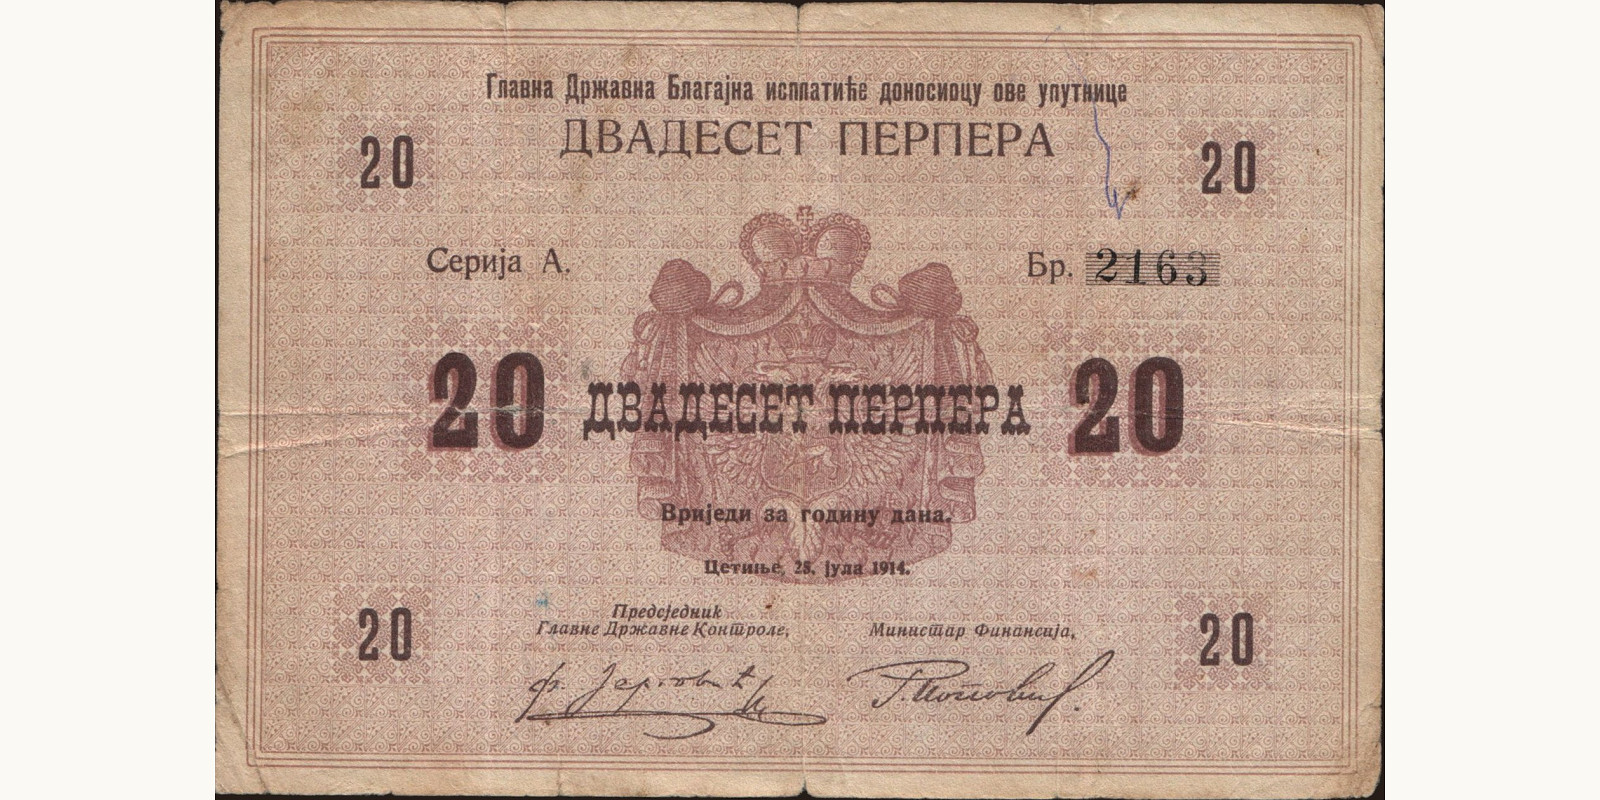 Главна Државна Благајна исплатиће доносиоцу ове упутнице
ДВАДЕСЕТ ПЕРПЕРА
20 20
Серија А. Бр. 2163
20 ДВАДЕСЕТ ПЕРПЕРА 20
Вриједи за годину дана.
Цетиње, 25. јула 1914.
Предсједник
Главне Државне Контроле, Министар Финансија,
20 20
Г. Поповић.